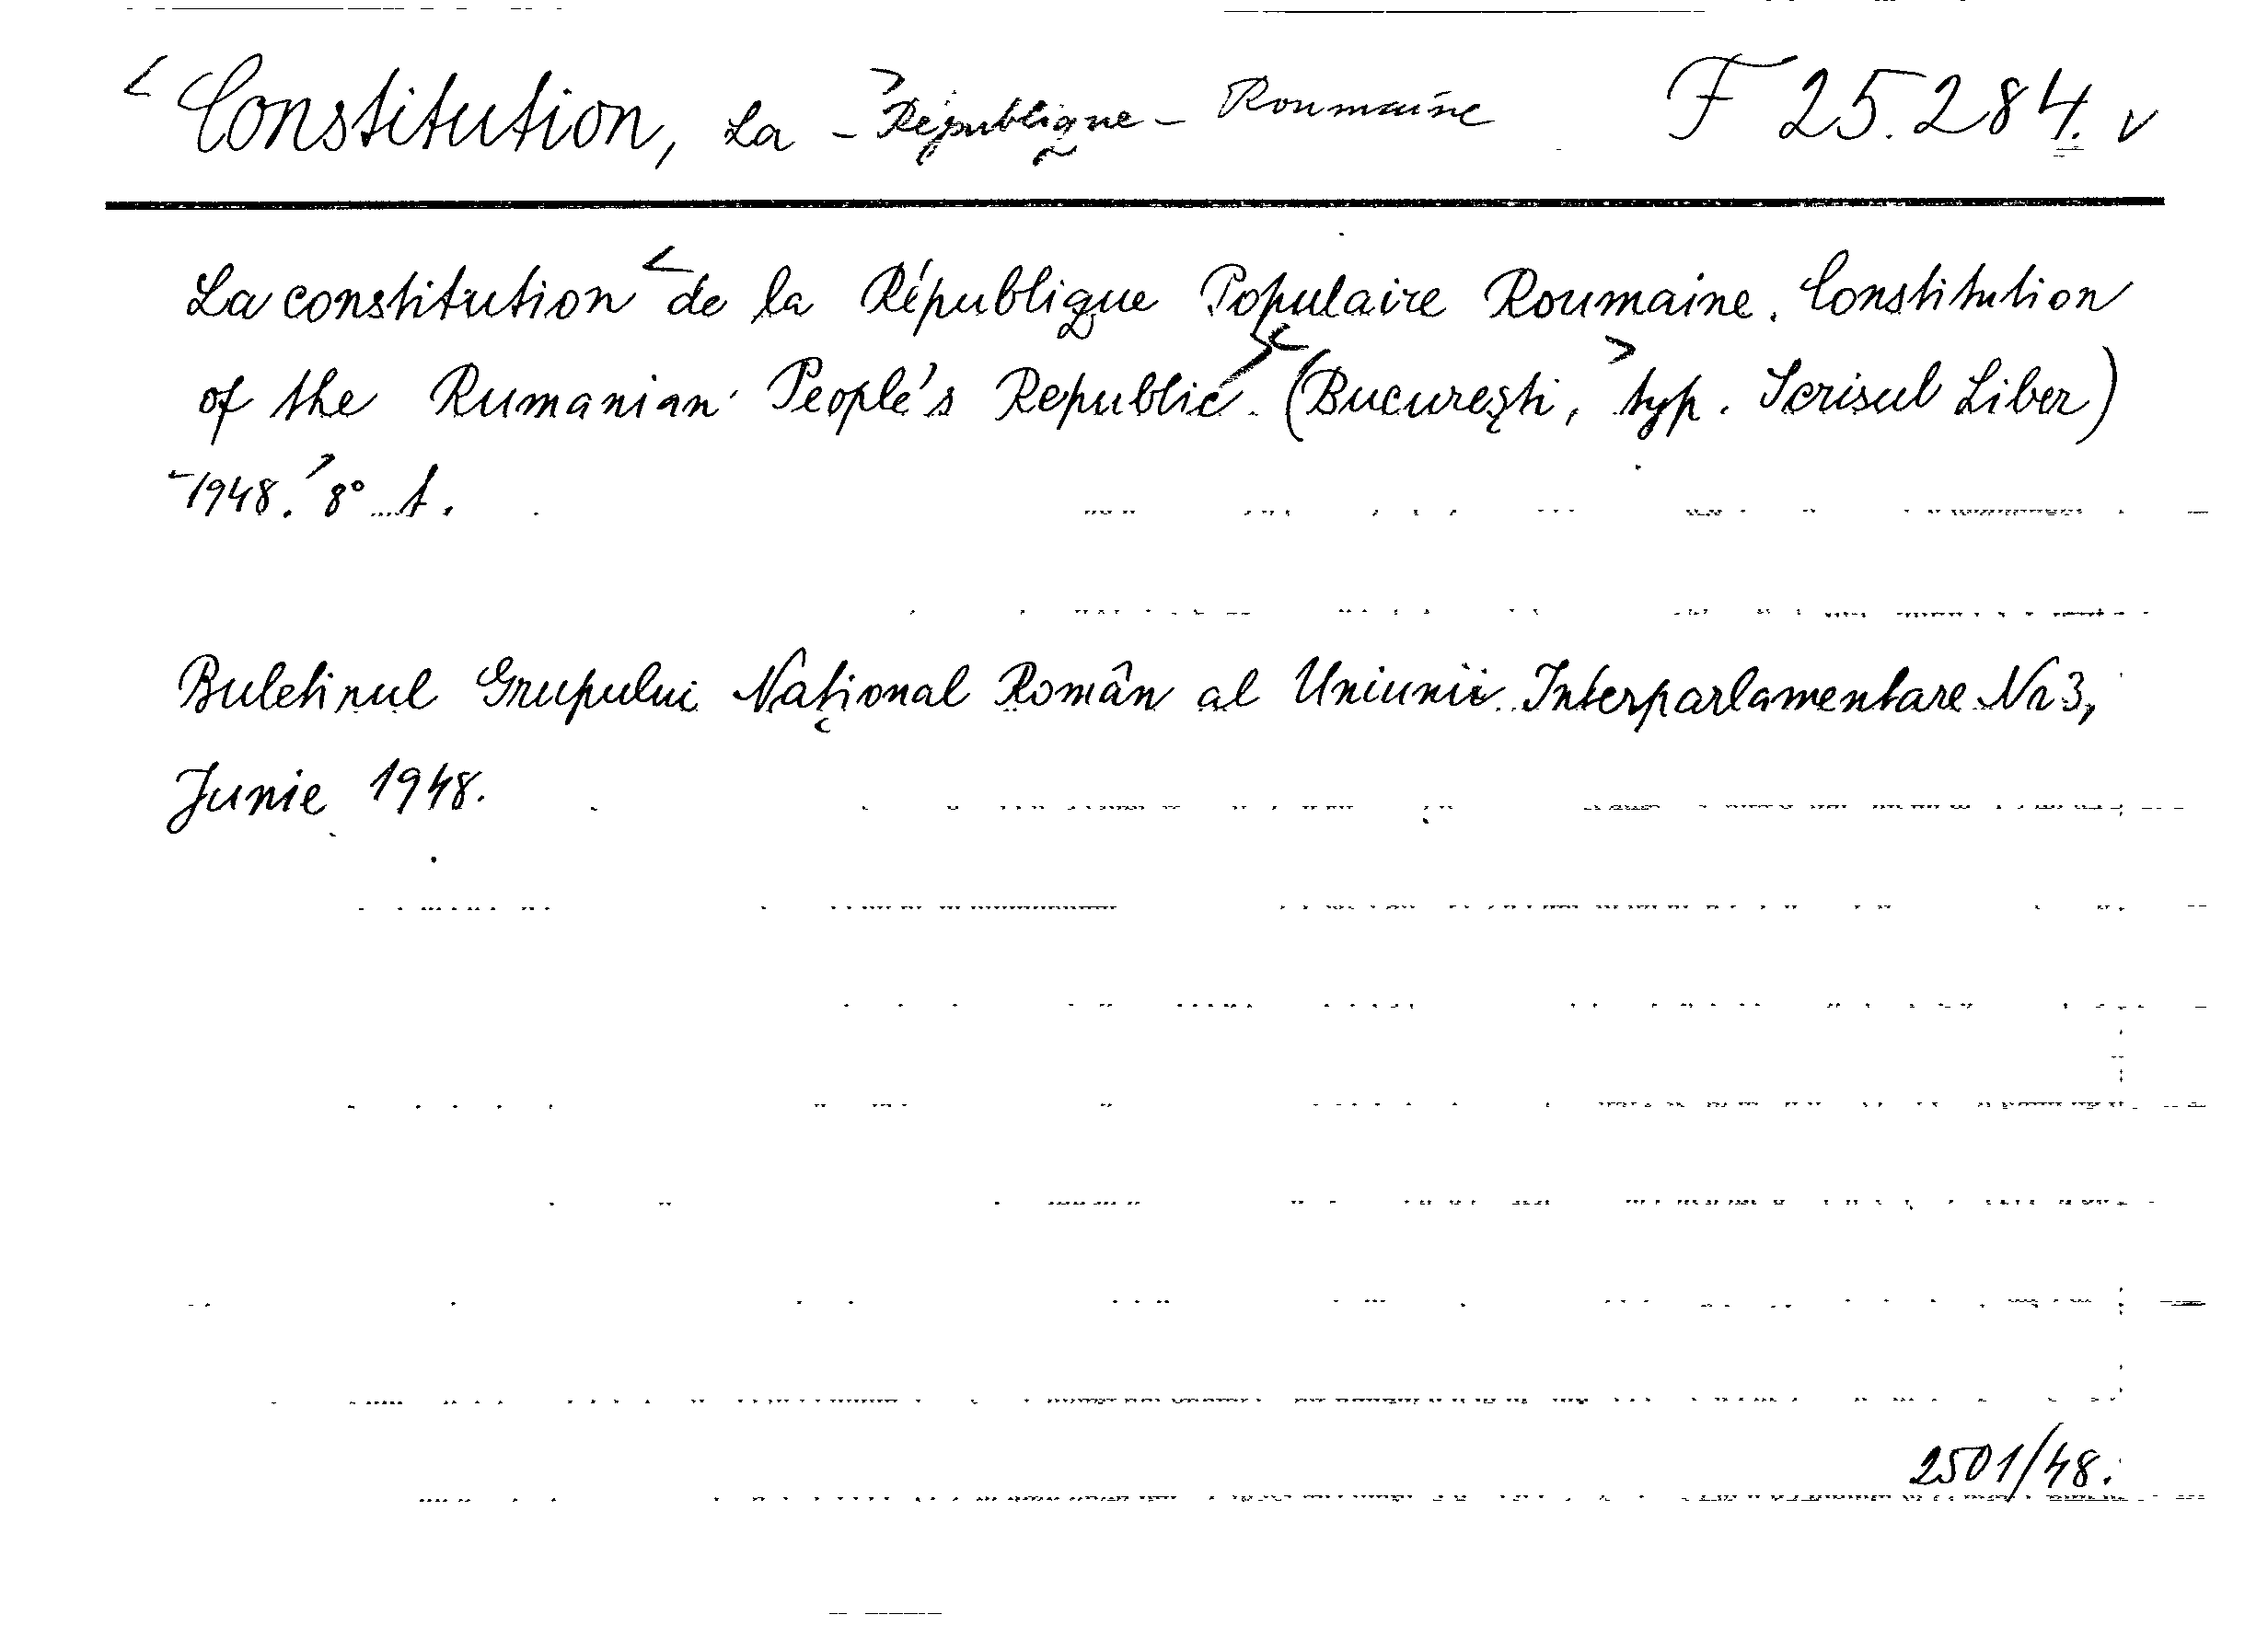 Constitution, La - République - Roumaine F 25.284. v
La constitution de la République Populaire Roumaine. Constitution
of the Rumanian People's Republic. (Bucureşti, typ. Scrisul Liber)
1948. 8° 1.
Buletinul Grupului Naţional Român al Uniunii Interparlamentare Nr 3,
Junie 1948.
2501/48.